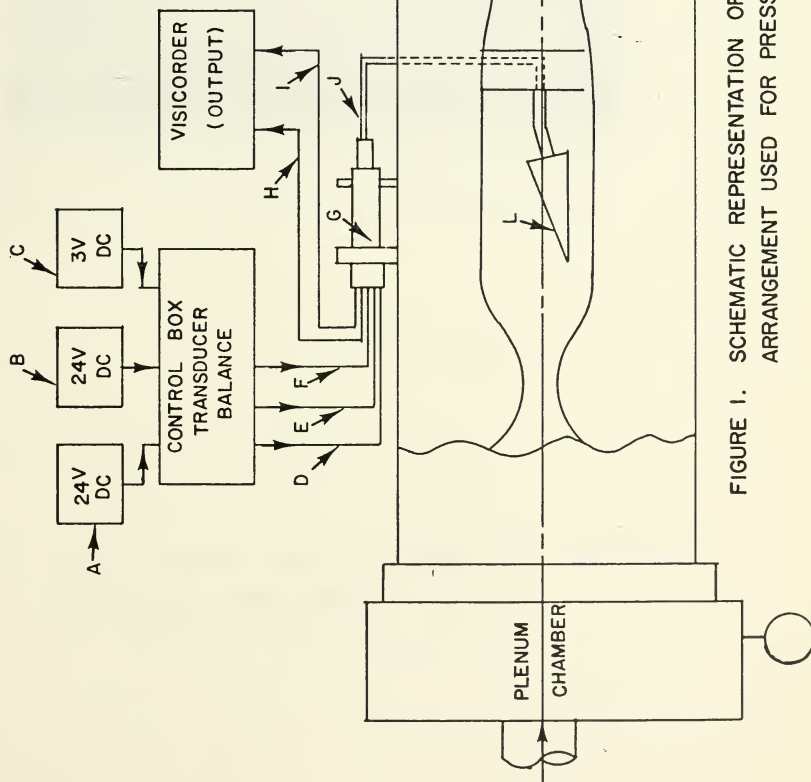 A
B
C
24V
DC
24V
DC
3V
DC
CONTROL BOX
TRANSDUCER
BALANCE
VISICORDER
(OUTPUT)
D
E
F
G
H
I
J
L
PLENUM
CHAMBER
FIGURE 1. SCHEMATIC REPRESENTATION OF
ARRANGEMENT USED FOR PRESS